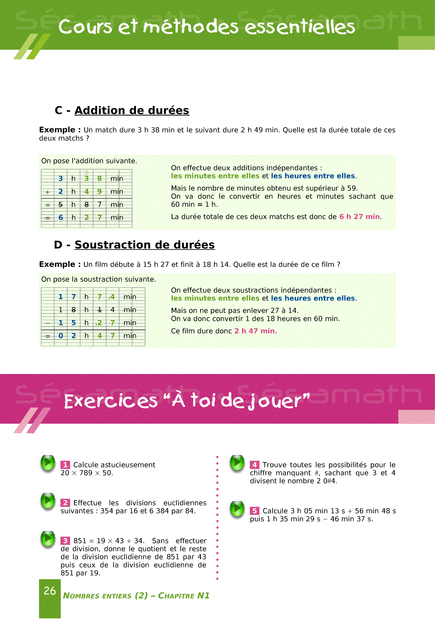 Sésamath Sésamath
Cours et méthodes essentielles
C - Addition de durées
Exemple : Un match dure 3 h 38 min et le suivant dure 2 h 49 min. Quelle est la durée totale de ces
deux matchs ?
On pose l'addition suivante.
3 h 3 8 min
+ 2 h 4 9 min
= 5 h 8 7 min
= 6 h 2 7 min
On effectue deux additions indépendantes :
les minutes entre elles et les heures entre elles.
Mais le nombre de minutes obtenu est supérieur à 59.
On va donc le convertir en heures et minutes sachant que
60 min = 1 h.
La durée totale de ces deux matchs est donc de 6 h 27 min.
D - Soustraction de durées
Exemple : Un film débute à 15 h 27 et finit à 18 h 14. Quelle est la durée de ce film ?
On pose la soustraction suivante.
1 7 h 7 4 min
1 8 h 1 4 min
− 1 5 h 2 7 min
= 0 2 h 4 7 min
On effectue deux soustractions indépendantes :
les minutes entre elles et les heures entre elles.
Mais on ne peut pas enlever 27 à 14.
On va donc convertir 1 des 18 heures en 60 min.
Ce film dure donc 2 h 47 min.
Sésamath Sésamath
Exercices “À toi de jouer”
1 Calcule astucieusement
20 × 789 × 50.
2 Effectue les divisions euclidiennes
suivantes : 354 par 16 et 6 384 par 84.
3 851 = 19 × 43 + 34. Sans effectuer
de division, donne le quotient et le reste
de la division euclidienne de 851 par 43
puis ceux de la division euclidienne de
851 par 19.
4 Trouve toutes les possibilités pour le
chiffre manquant #, sachant que 3 et 4
divisent le nombre 2 0#4.
5 Calcule 3 h 05 min 13 s + 56 min 48 s
puis 1 h 35 min 29 s − 46 min 37 s.
26 NOMBRES ENTIERS (2) – CHAPITRE N1